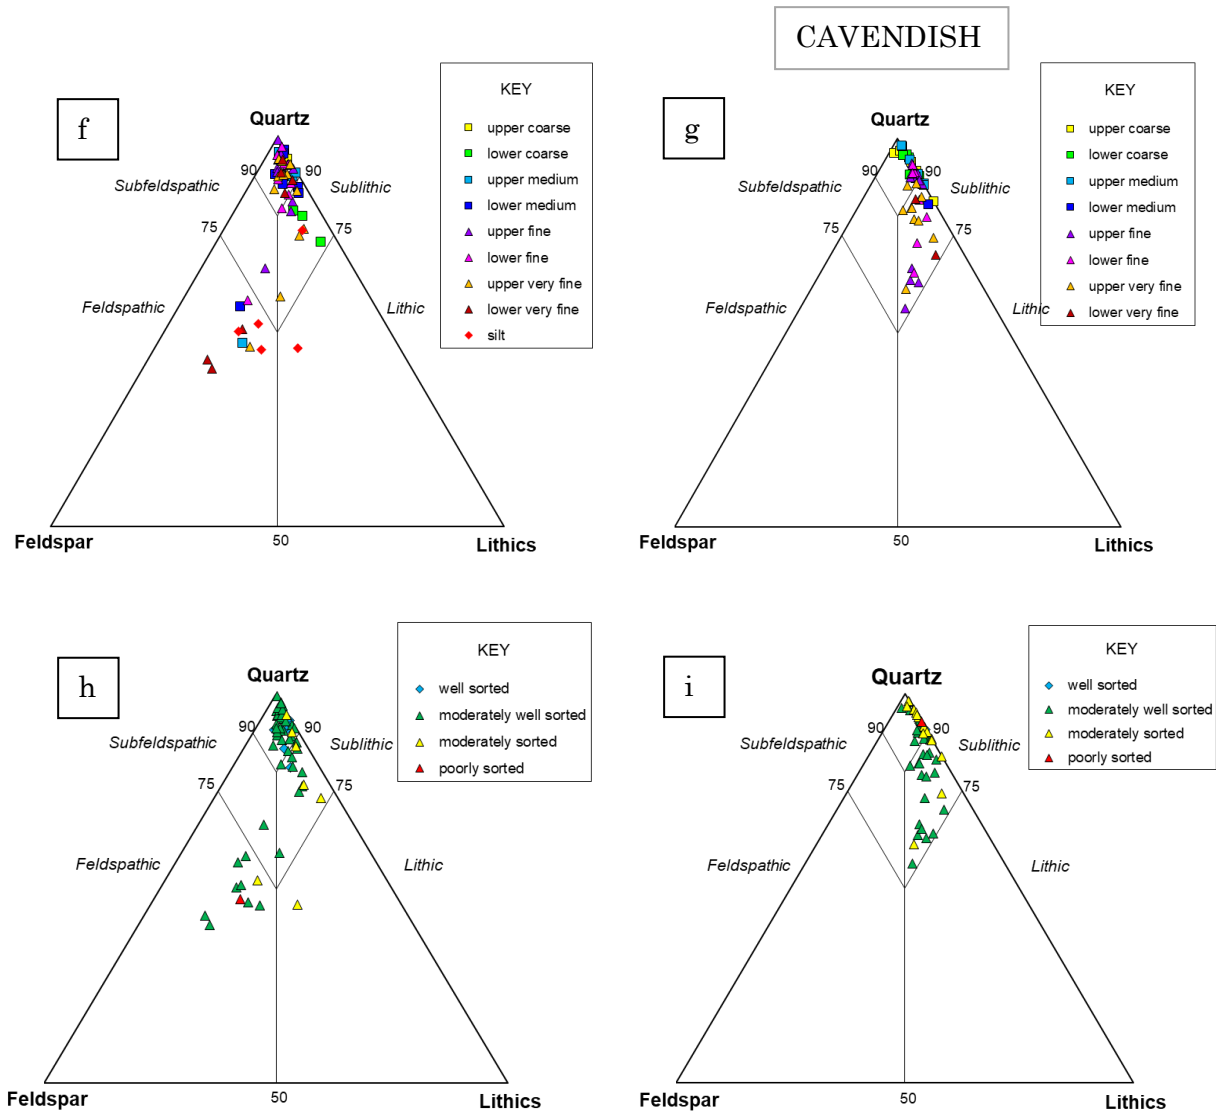 CAVENDISH
f
Quartz
90
90
Subfeldspathic
Sublithic
75
75
Feldspathic
Lithic
Feldspar
50
Lithics
KEY
upper coarse
lower coarse
upper medium
lower medium
upper fine
lower fine
upper very fine
lower very fine
silt
g
Quartz
90
90
Subfeldspathic
Sublithic
75
75
Feldspathic
Lithic
Feldspar
50
Lithics
KEY
upper coarse
lower coarse
upper medium
lower medium
upper fine
lower fine
upper very fine
lower very fine
h
Quartz
90
90
Subfeldspathic
Sublithic
75
75
Feldspathic
Lithic
Feldspar
50
Lithics
KEY
well sorted
moderately well sorted
moderately sorted
poorly sorted
i
Quartz
90
90
Subfeldspathic
Sublithic
75
75
Feldspathic
Lithic
Feldspar
50
Lithics
KEY
well sorted
moderately well sorted
moderately sorted
poorly sorted